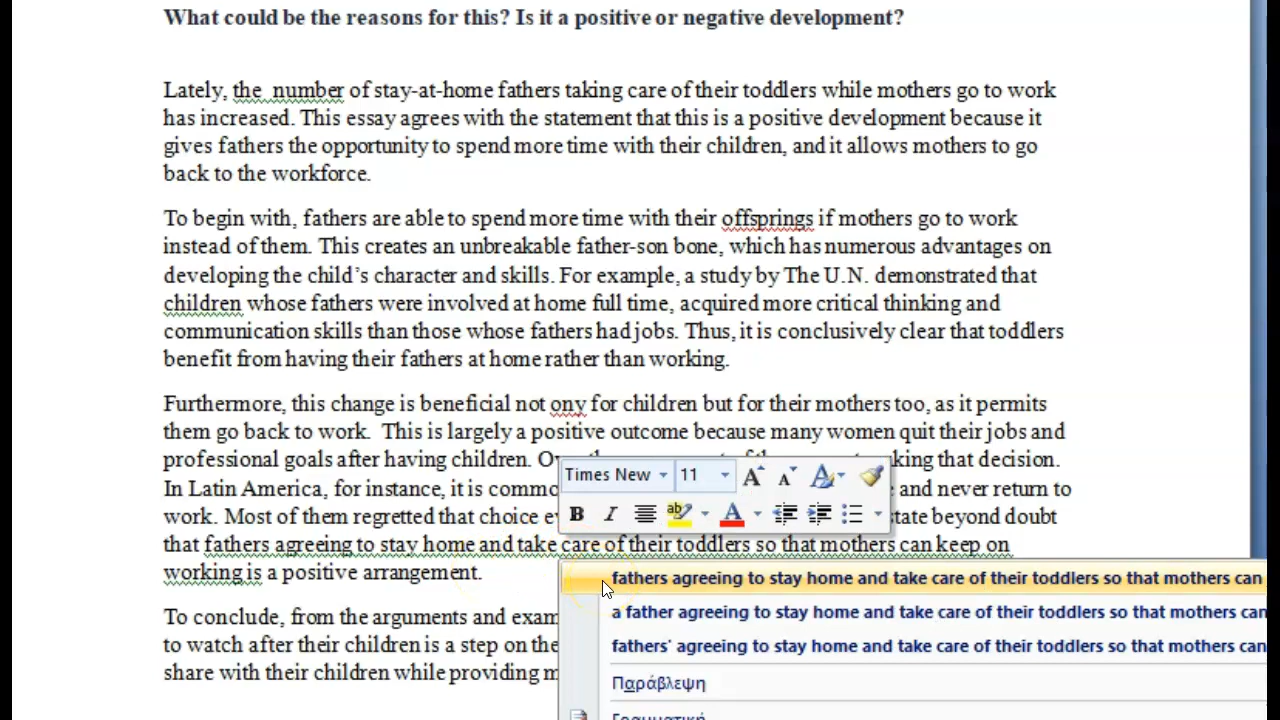 What could be the reasons for this? Is it a positive or negative development?
Lately, the number of stay-at-home fathers taking care of their toddlers while mothers go to work
has increased. This essay agrees with the statement that this is a positive development because it
gives fathers the opportunity to spend more time with their children, and it allows mothers to go
back to the workforce.
To begin with, fathers are able to spend more time with their offsprings if mothers go to work
instead of them. This creates an unbreakable father-son bone, which has numerous advantages on
developing the child's character and skills. For example, a study by The U.N. demonstrated that
children whose fathers were involved at home full time, acquired more critical thinking and
communication skills than those whose fathers had jobs. Thus, it is conclusively clear that toddlers
benefit from having their fathers at home rather than working.
Furthermore, this change is beneficial not ony for children but for their mothers too, as it permits
them go back to work. This is largely a positive outcome because many women quit their jobs and
professional goals after having children. that decision.
Times New 11
In Latin America, for instance, it is and never return to
work. Most of them regretted that choice beyond doubt
that fathers agreeing to stay home and take care of their toddlers so that mothers can keep on
working is a positive arrangement.
fathers agreeing to stay home and take care of their toddlers so that mothers can
a father agreeing to stay home and take care of their toddlers so that mothers can
fathers' agreeing to stay home and take care of their toddlers so that mothers can
Παράβλεψη
Γραμματική
To conclude, from the arguments and
to watch after their children is a step on the
share with their children while providing